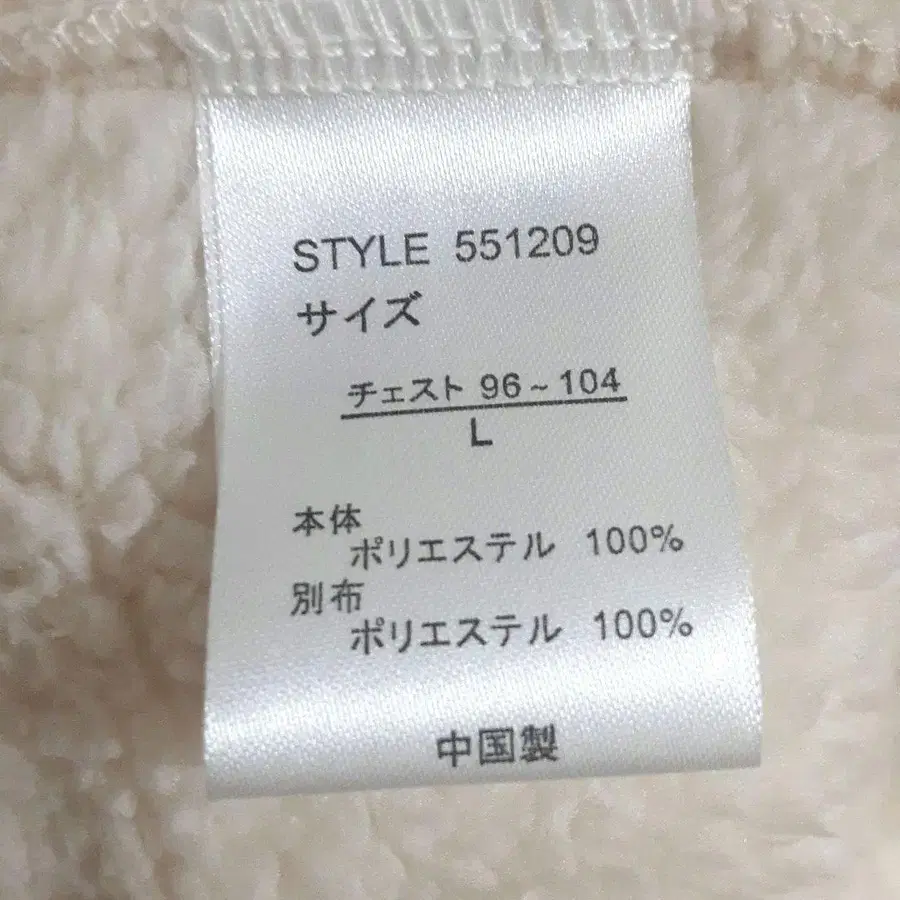 STYLE 551209
サイズ
チェスト 96~104
L
本体
ポリエステル 100%
別布
ポリエステル 100%
中国製